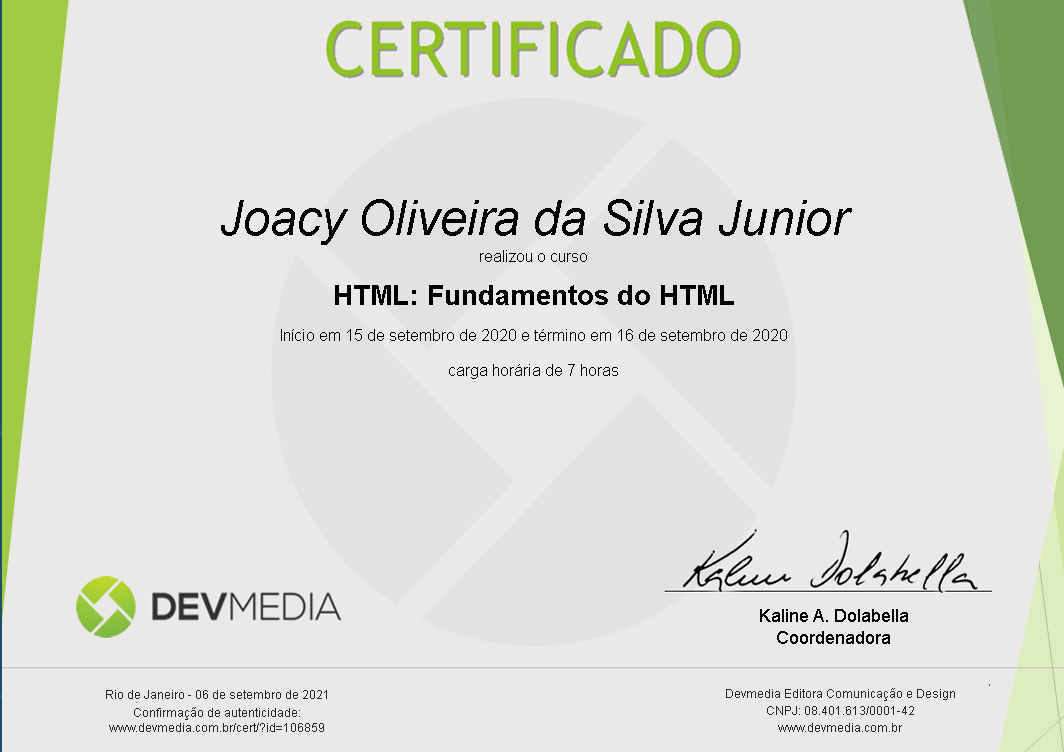 CERTIFICADO
Joacy Oliveira da Silva Junior
realizou o curso
HTML: Fundamentos do HTML
Início em 15 de setembro de 2020 e término em 16 de setembro de 2020
carga horária de 7 horas
Kaline Dolabella
DEVMEDIA
Kaline A. Dolabella
Coordenadora
Rio de Janeiro - 06 de setembro de 2021
Confirmação de autenticidade:
www.devmedia.com.br/cert/?id=106859
Devmedia Editora Comunicação e Design
CNPJ: 08.401.613/0001-42
www.devmedia.com.br